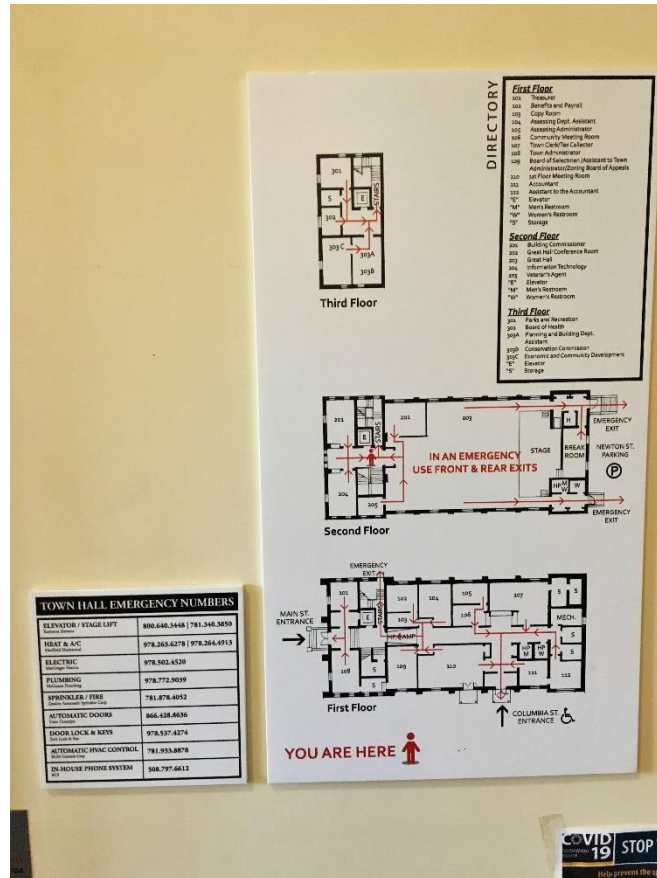 DIRECTORY
First Floor
101 Treasurer
102 Benefits and Payroll
103 Copy Room
104 Assessing Dept. Assistant
105 Assessing Administrator
106 Community Meeting Room
107 Town Clerk/Tax Collector
108 Town Administrator
109 Board of Selectmen/Assistant to Town
Administrator/Zoning Board of Appeals
110 1st Floor Meeting Room
111 Accountant
112 Assistant to the Accountant
"E" Elevator
"M" Men's Restroom
"W" Women's Restroom
"S" Storage
Second Floor
201 Building Commissioner
202 Great Hall Conference Room
203 Great Hall
204 Information Technology
205 Veteran's Agent
"E" Elevator
"M" Men's Restroom
"W" Women's Restroom
Third Floor
301 Parks and Recreation
302 Board of Health
303A Planning and Building Dept.
Assistant
303B Conservation Commission
303C Economic and Community Development
"E" Elevator
"S" Storage
301
STAIRS
S
E
302
303C
303A
303B
Third Floor
201
STAIRS
202
203
E
H
EMERGENCY
EXIT
IN AN EMERGENCY
USE FRONT & REAR EXITS
STAGE
BREAK
ROOM
NEWTON ST.
PARKING
P
204
205
HP
M
W
W
EMERGENCY
EXIT
Second Floor
EMERGENCY
EXIT
101
STAIRS
102
104
105
107
S
S
MAIN ST.
ENTRANCE
E
103
106
MECH.
S
108
S
S
109
110
HP
M
HP
W
111
S
112
First Floor
COLUMBIA ST.
ENTRANCE
YOU ARE HERE
TOWN HALL EMERGENCY NUMBERS
ELEVATOR / STAGE LIFT 800.640.3448 | 781.340.3850
HEAT & A/C 978.263.6278 | 978.264.4913
ELECTRIC 978.502.4520
PLUMBING 978.772.9039
SPRINKLER / FIRE 781.878.4052
AUTOMATIC DOORS 866.428.8636
DOOR LOCK & KEYS 978.537.4274
AUTOMATIC HVAC CONTROL 781.933.8878
IN-HOUSE PHONE SYSTEM 508.797.6612
COVID
19
STOP
Help prevent the